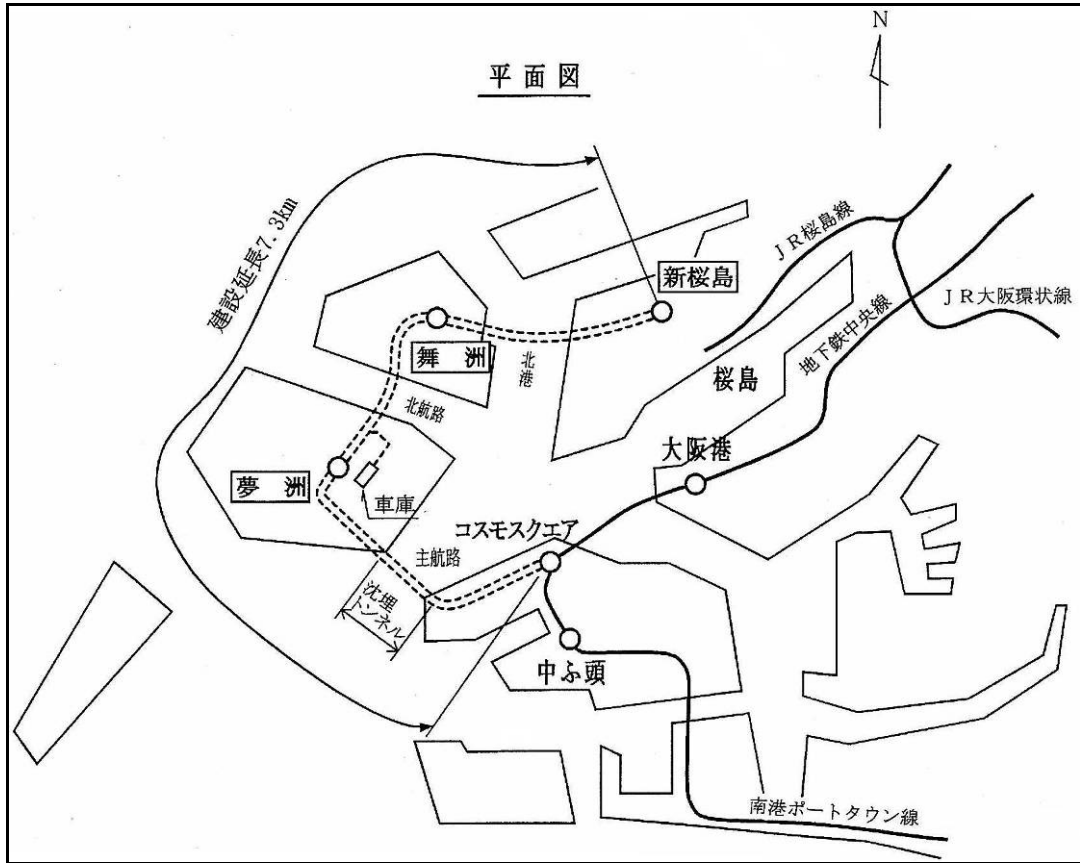 N
平面図
建設延長7.3km
JR桜島線
新桜島
JR大阪環状線
舞洲
北港
地下鉄中央線
桜島
北航路
大阪港
夢洲
車庫
コスモスクエア
主航路
沈埋
トンネル
中ふ頭
南港ポートタウン線